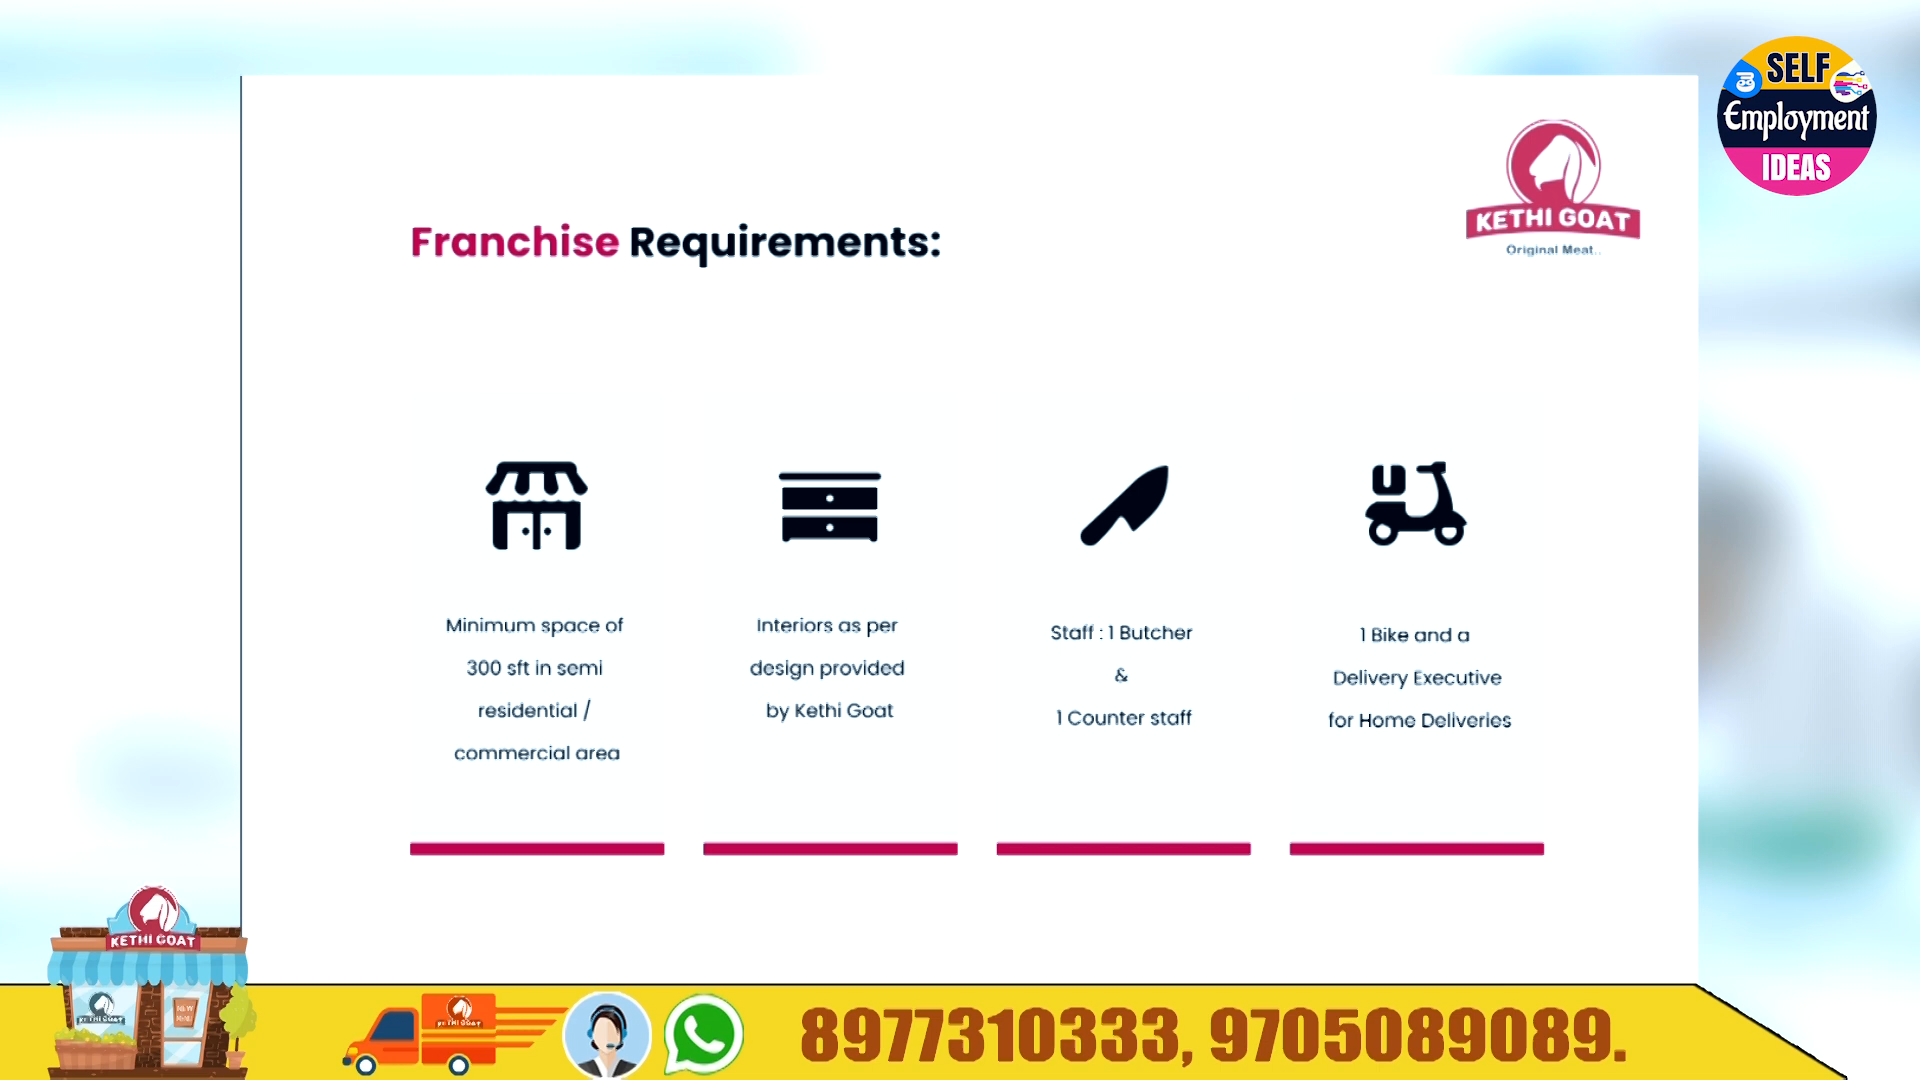 SELF
Employment
IDEAS
KETHI GOAT
Original Meat..
Franchise Requirements:
Minimum space of
300 sft in semi
residential /
commercial area
Interiors as per
design provided
by Kethi Goat
Staff : 1 Butcher
&
1 Counter staff
1 Bike and a
Delivery Executive
for Home Deliveries
KETHI GOAT
8977310333, 9705089089.